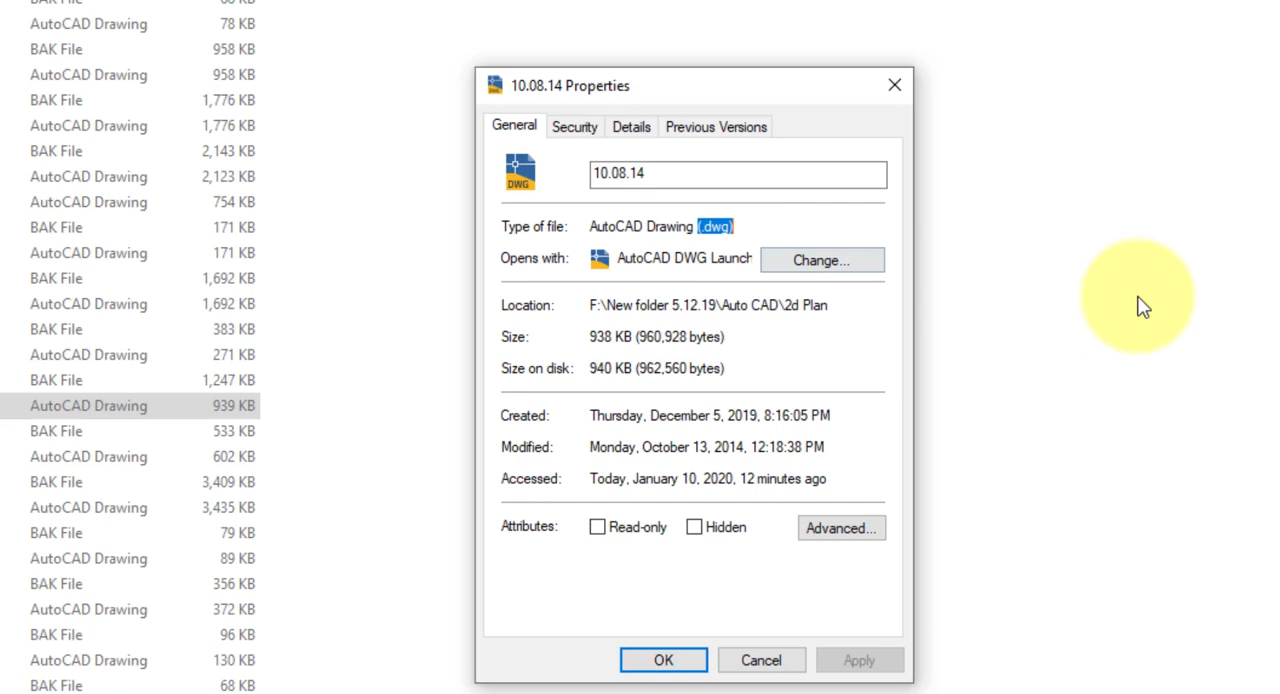 AutoCAD Drawing 78 KB
BAK File 958 KB
AutoCAD Drawing 958 KB
BAK File 1,776 KB
AutoCAD Drawing 1,776 KB
BAK File 2,143 KB
AutoCAD Drawing 2,123 KB
AutoCAD Drawing 754 KB
BAK File 171 KB
AutoCAD Drawing 171 KB
BAK File 1,692 KB
AutoCAD Drawing 1,692 KB
BAK File 383 KB
AutoCAD Drawing 271 KB
BAK File 1,247 KB
AutoCAD Drawing 939 KB
BAK File 533 KB
AutoCAD Drawing 602 KB
BAK File 3,409 KB
AutoCAD Drawing 3,435 KB
BAK File 79 KB
AutoCAD Drawing 89 KB
BAK File 356 KB
AutoCAD Drawing 372 KB
BAK File 96 KB
AutoCAD Drawing 130 KB
BAK File 68 KB
10.08.14 Properties
General Security Details Previous Versions
DWG
10.08.14
Type of file: AutoCAD Drawing (.dwg)
Opens with: AutoCAD DWG Launch Change...
Location: F:\New folder 5.12.19\Auto CAD\2d Plan
Size: 938 KB (960,928 bytes)
Size on disk: 940 KB (962,560 bytes)
Created: Thursday, December 5, 2019, 8:16:05 PM
Modified: Monday, October 13, 2014, 12:18:38 PM
Accessed: Today, January 10, 2020, 12 minutes ago
Attributes: Read-only Hidden Advanced...
OK Cancel Apply